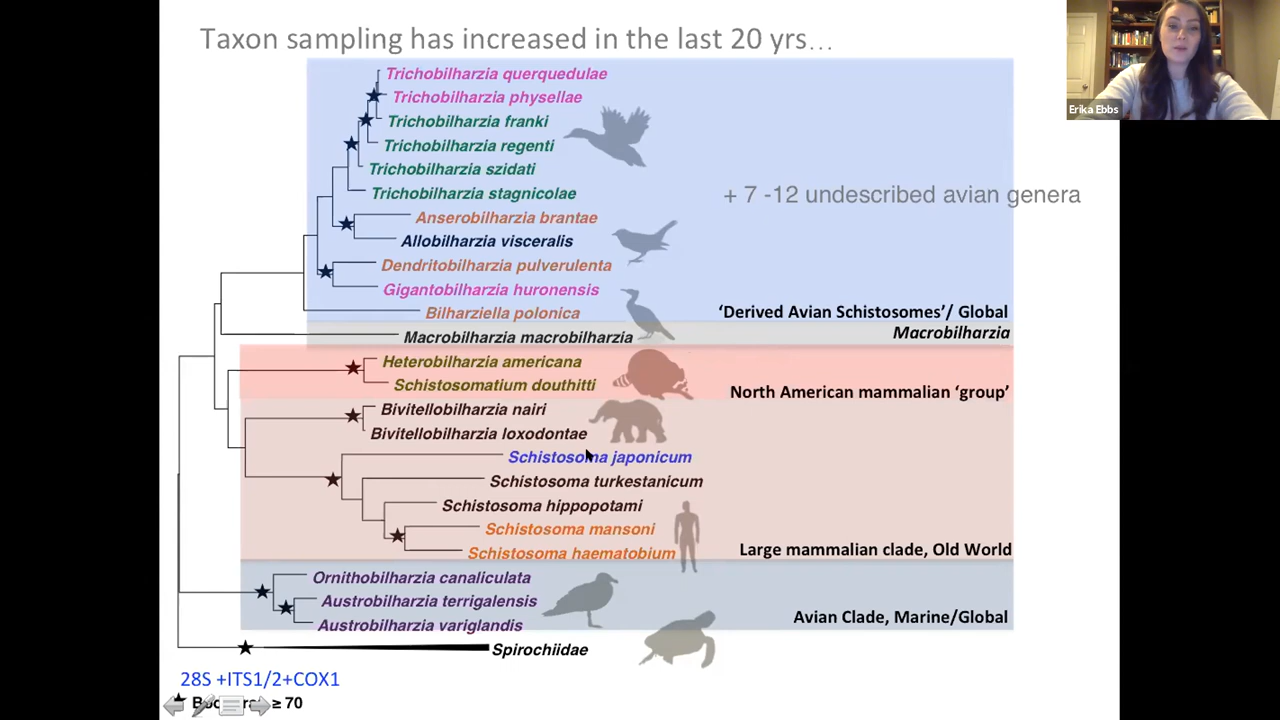 Taxon sampling has increased in the last 20 yrs...
Erika Ebbs
Trichobilharzia querquedulae
Trichobilharzia physellae
Trichobilharzia franki
Trichobilharzia regenti
Trichobilharzia szidati
Trichobilharzia stagnicolae
+ 7 -12 undescribed avian genera
Anserobilharzia brantae
Allobilharzia visceralis
Dendritobilharzia pulverulenta
Gigantobilharzia huronensis
Bilharziella polonica
‘Derived Avian Schistosomes’/ Global
Macrobilharzia macrobilharzia
Macrobilharzia
Heterobilharzia americana
Schistosomatium douthitti
North American mammalian ‘group’
Bivitellobilharzia nairi
Bivitellobilharzia loxodontae
Schistosoma japonicum
Schistosoma turkestanicum
Schistosoma hippopotami
Schistosoma mansoni
Schistosoma haematobium
Large mammalian clade, Old World
Ornithobilharzia canaliculata
Austrobilharzia terrigalensis
Austrobilharzia variglandis
Avian Clade, Marine/Global
Spirochiidae
28S +ITS1/2+COX1
≥ 70